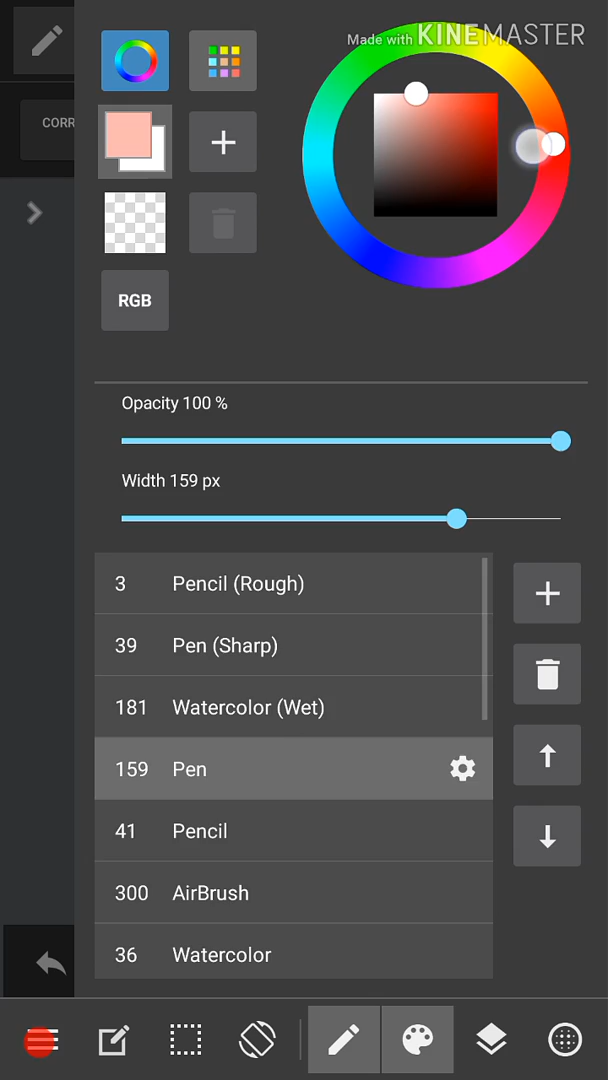 Made with KINEMASTER
CORR
RGB
Opacity 100 %
Width 159 px
3 Pencil (Rough)
39 Pen (Sharp)
181 Watercolor (Wet)
159 Pen
41 Pencil
300 AirBrush
36 Watercolor